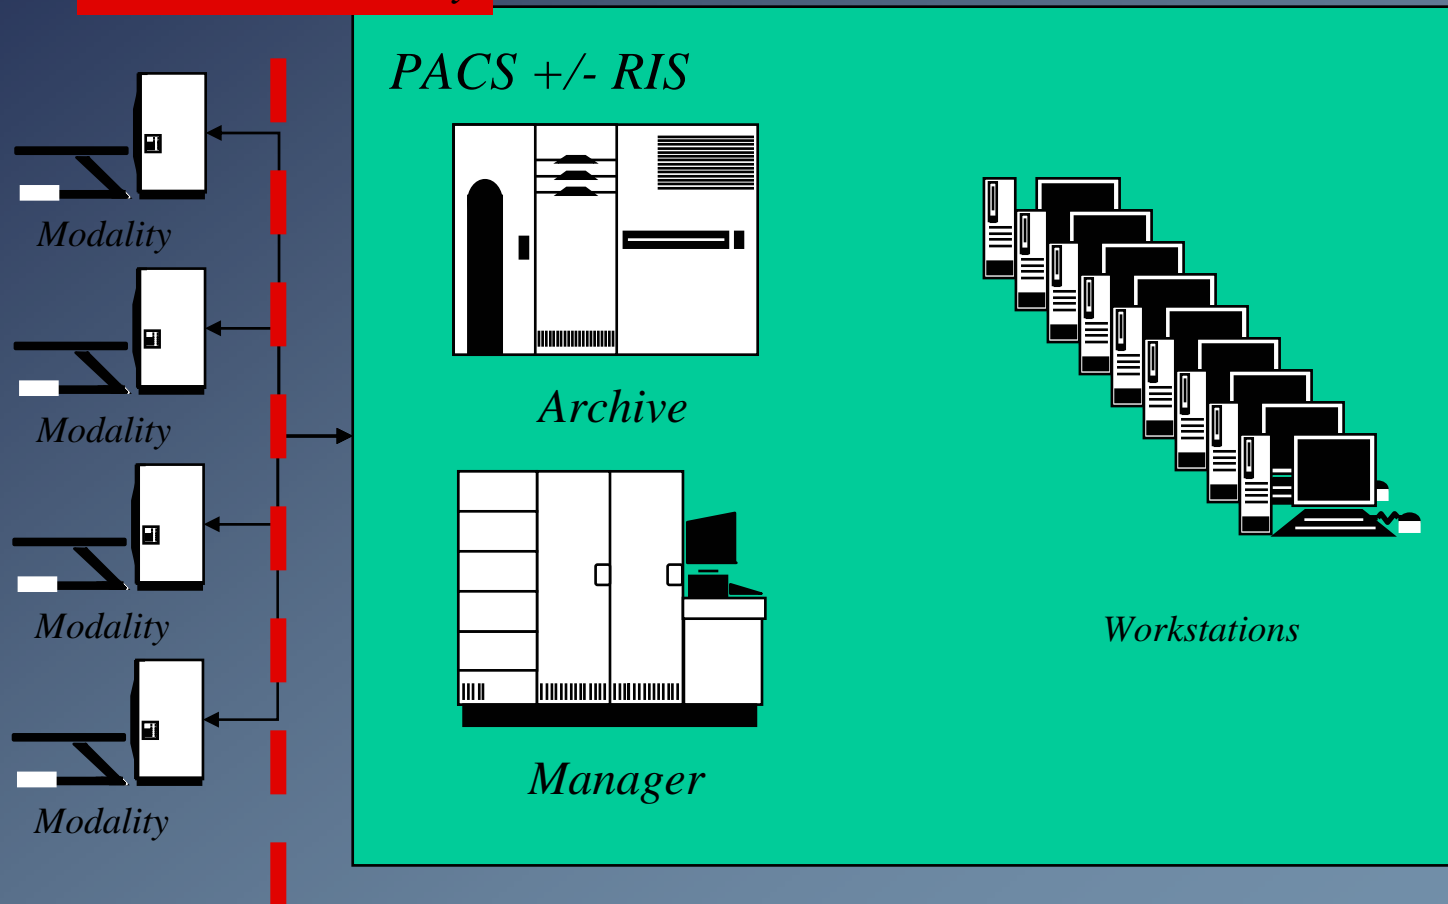 PACS +/- RIS
Modality
Archive
Modality
Modality
Workstations
Manager
Modality